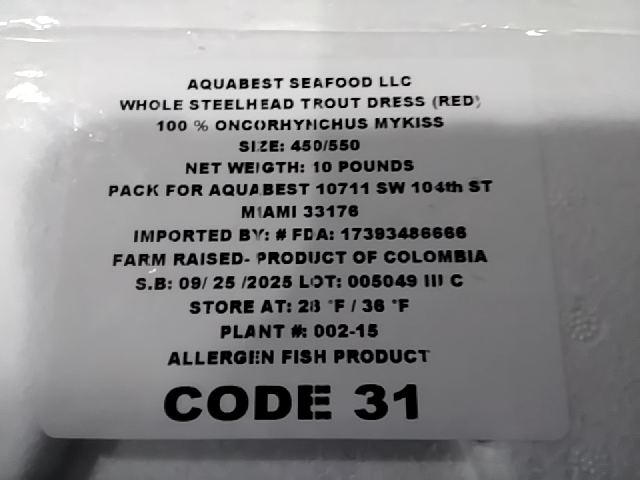 AQUABEST SEAFOOD LLC
WHOLE STEELHEAD TROUT DRESS (RED)
100 % ONCORHYNCHUS MYKISS
SIZE: 450/550
NET WEIGTH: 10 POUNDS
PACK FOR AQUABEST 10711 SW 104th ST
MIAMI 33176
IMPORTED BY: # FDA: 17393486666
FARM RAISED- PRODUCT OF COLOMBIA
S.B: 09/ 25 /2025 LOT: 005049 III C
STORE AT: 28 °F / 36 °F
PLANT #: 002-15
ALLERGEN FISH PRODUCT
CODE 31